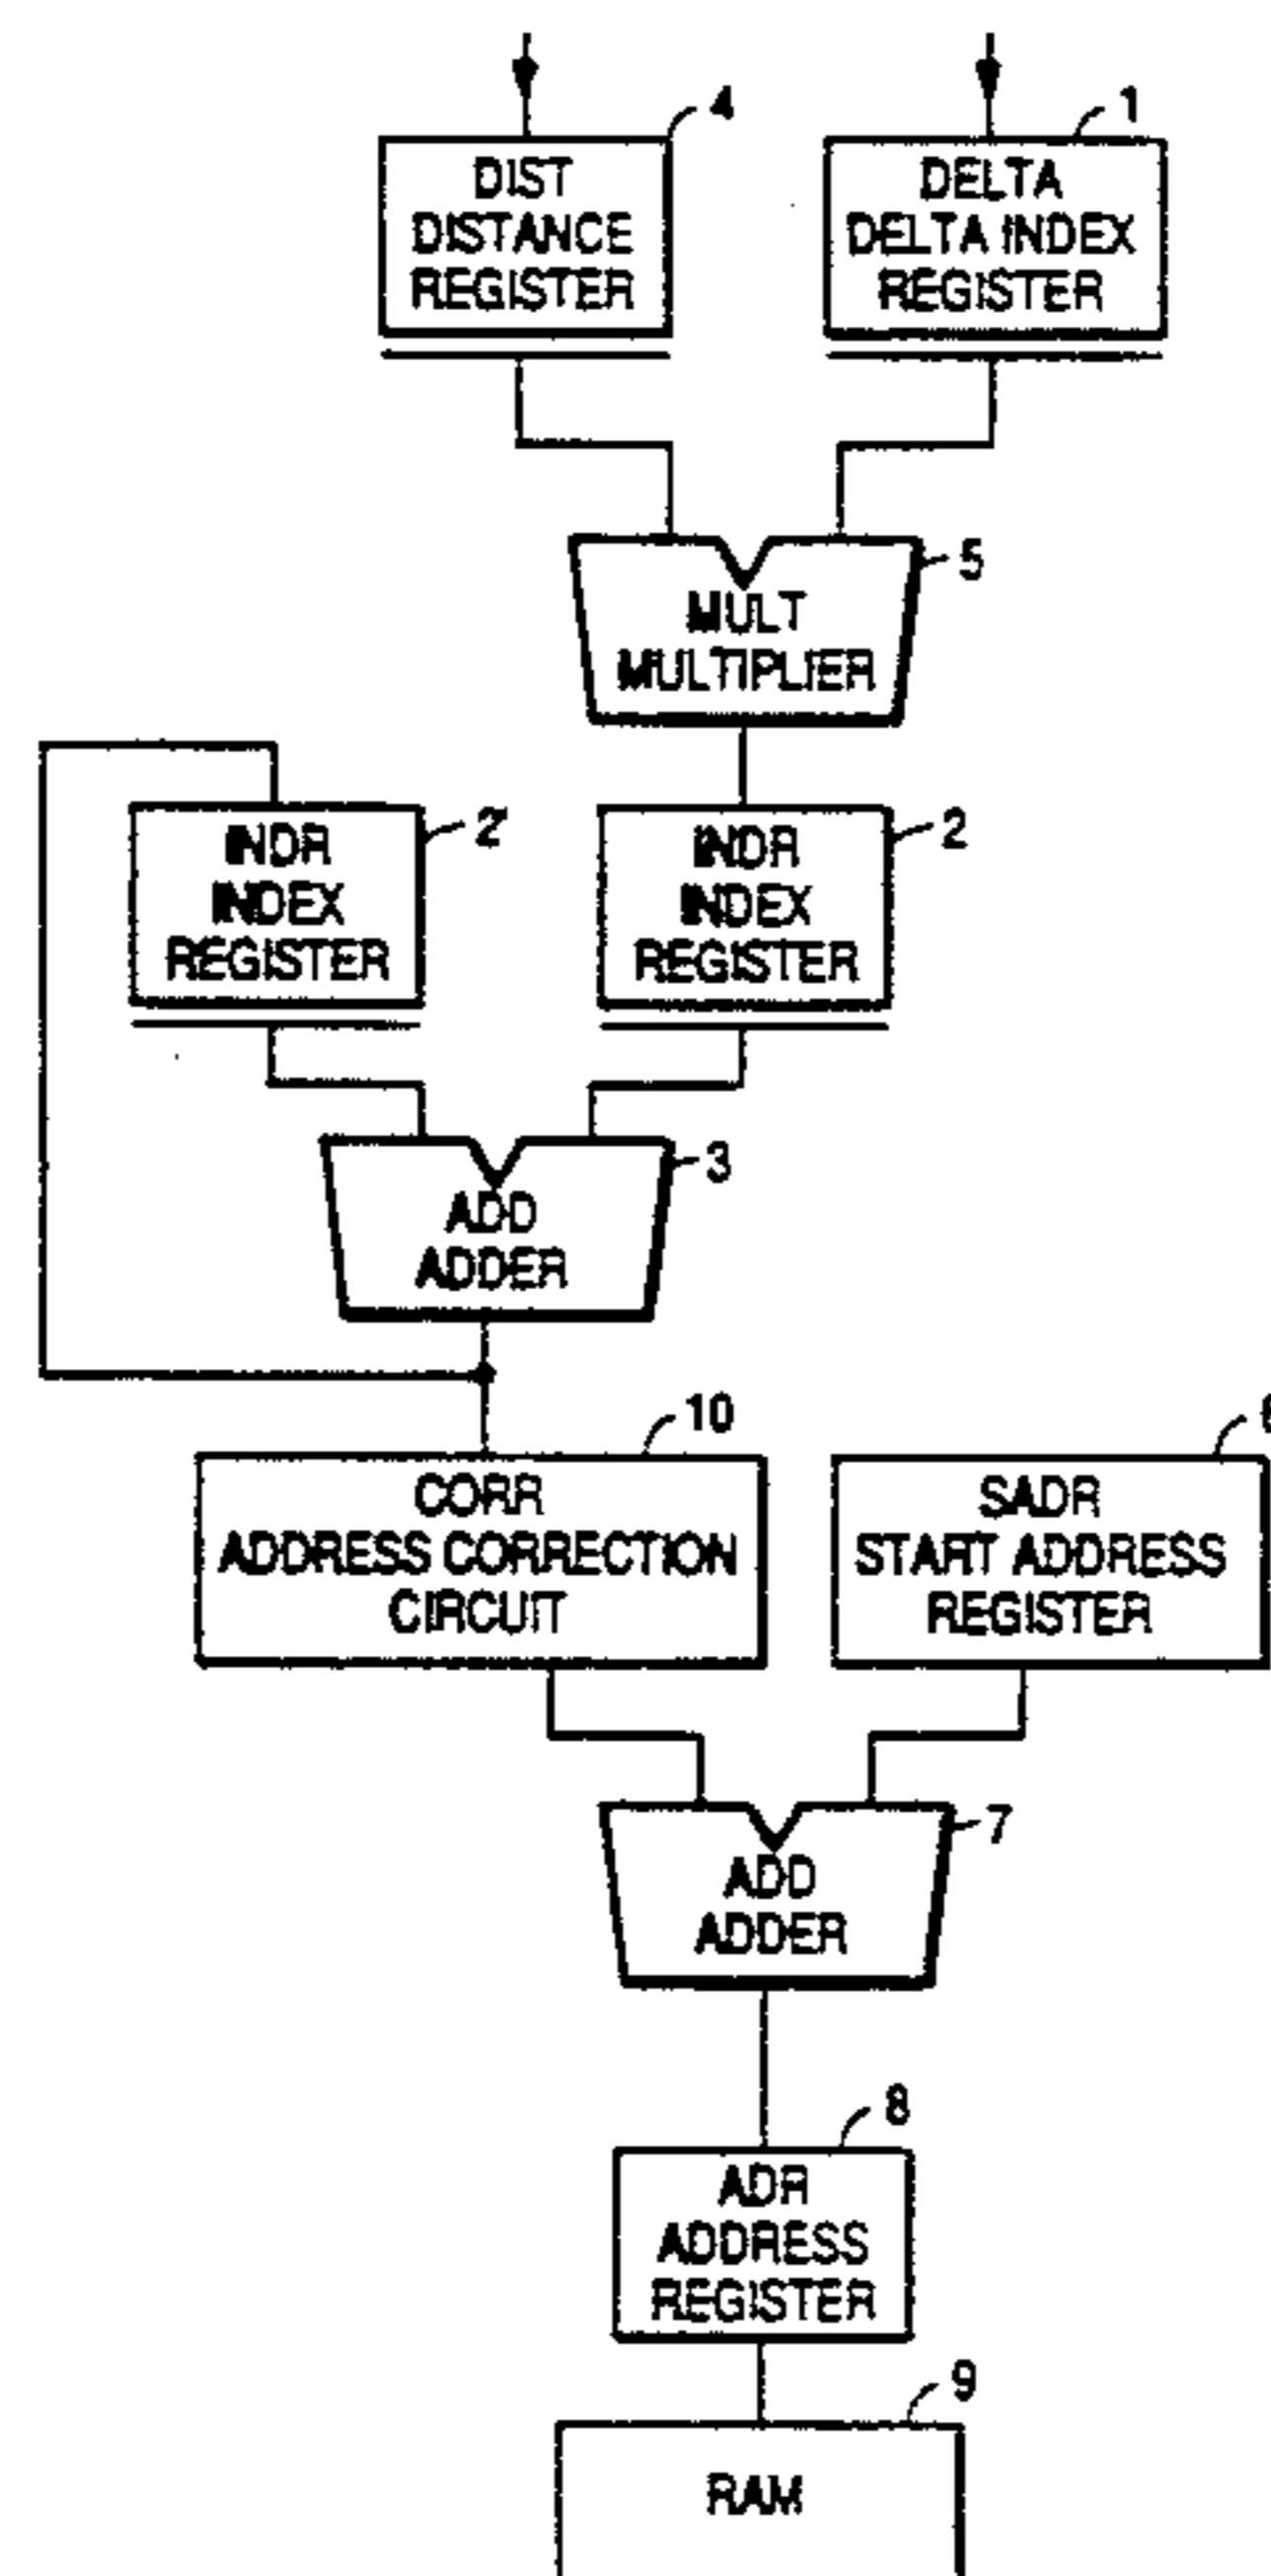 4
1
DIST
DISTANCE
REGISTER
DELTA
DELTA INDEX
REGISTER
5
MULT
MULTIPLIER
2'
2
INDR
INDEX
REGISTER
INDR
INDEX
REGISTER
3
ADD
ADDER
10
CORR
ADDRESS CORRECTION
CIRCUIT
SADR
START ADDRESS
REGISTER
7
ADD
ADDER
8
ADR
ADDRESS
REGISTER
9
RAM